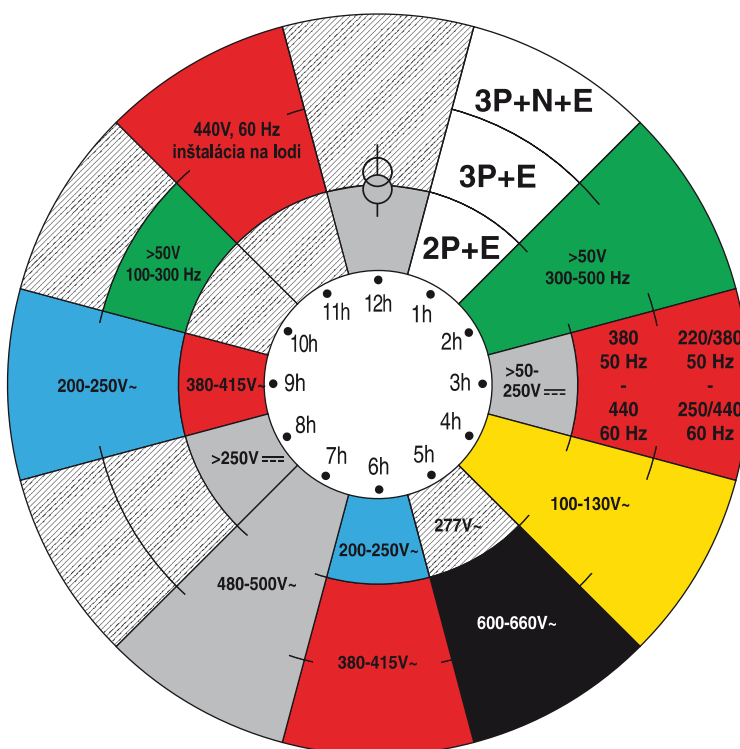 3P+N+E
3P+E
2P+E
440V, 60 Hz
inštalácia na lodi
>50V
100-300 Hz
>50V
300-500 Hz
200-250V~
380-415V~
>50-
250V
380
50 Hz
-
440
60 Hz
220/380
50 Hz
-
250/440
60 Hz
>250V
100-130V~
277V~
200-250V~
480-500V~
600-660V~
380-415V~
12h
1h
2h
3h
4h
5h
6h
7h
8h
9h
10h
11h